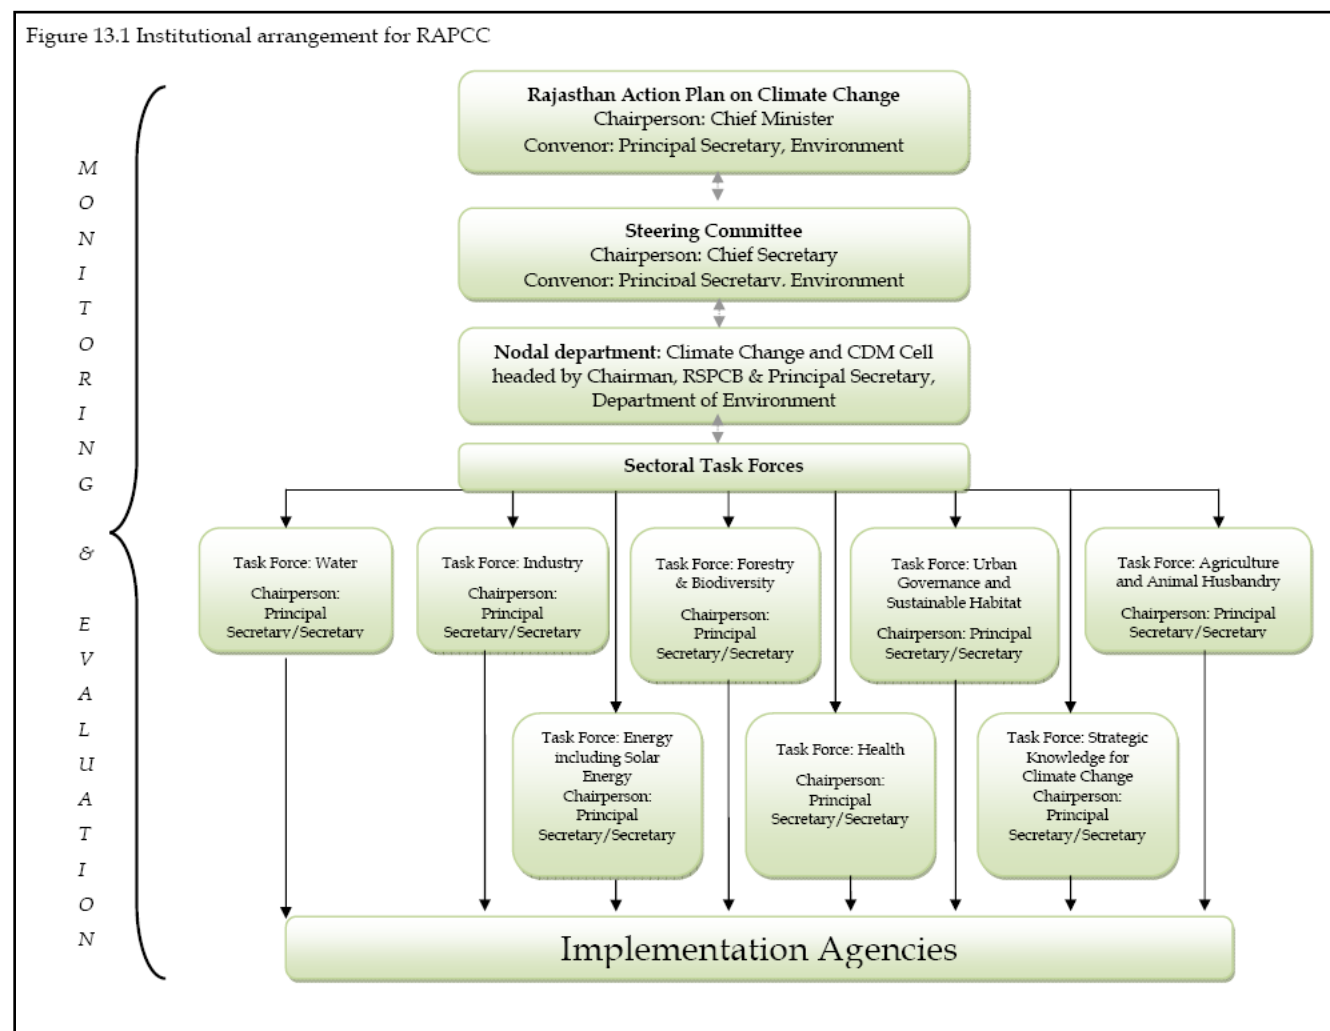 Figure 13.1 Institutional arrangement for RAPCC
Rajasthan Action Plan on Climate Change
Chairperson: Chief Minister
Convenor: Principal Secretary, Environment
Steering Committee
Chairperson: Chief Secretary
Convenor: Principal Secretary, Environment
Nodal department: Climate Change and CDM Cell
headed by Chairman, RSPCB & Principal Secretary,
Department of Environment
Sectoral Task Forces
Task Force: Water
Chairperson:
Principal
Secretary/Secretary
Task Force: Industry
Chairperson:
Principal
Secretary/Secretary
Task Force: Forestry
& Biodiversity
Chairperson:
Principal
Secretary/Secretary
Task Force: Urban
Governance and
Sustainable Habitat
Chairperson: Principal
Secretary/Secretary
Task Force: Agriculture
and Animal Husbandry
Chairperson: Principal
Secretary/Secretary
Task Force: Energy
including Solar
Energy
Chairperson:
Principal
Secretary/Secretary
Task Force: Health
Chairperson:
Principal
Secretary/Secretary
Task Force: Strategic
Knowledge for
Climate Change
Chairperson:
Principal
Secretary/Secretary
Implementation Agencies
MONITORING & EVALUATION